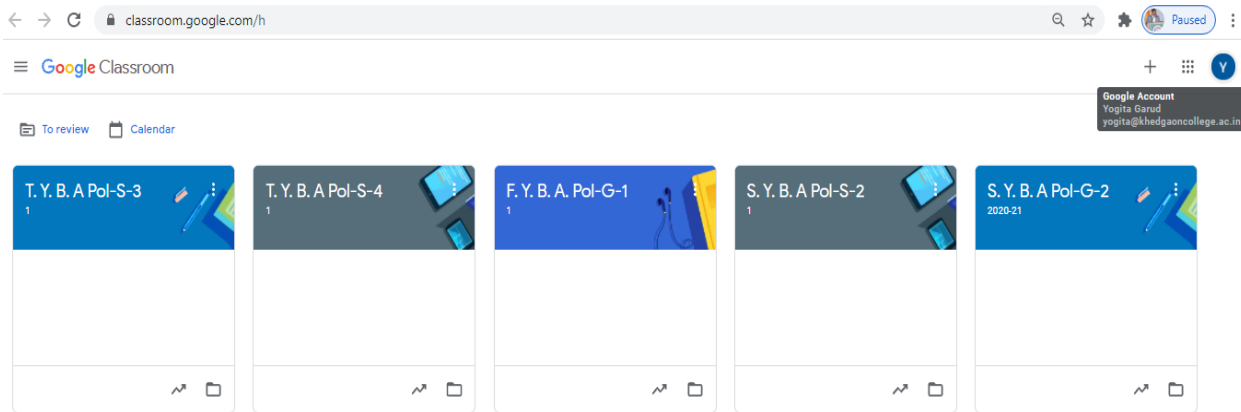 classroom.google.com/h
Paused
Google Classroom
Y
Google Account
Yogita Garud
yogita@khedgaoncollege.ac.in
To review
Calendar
T. Y. B. A Pol-S-3
1
T. Y. B. A Pol-S-4
1
F. Y. B. A. Pol-G-1
1
S. Y. B. A Pol-S-2
1
S. Y. B. A Pol-G-2
2020-21